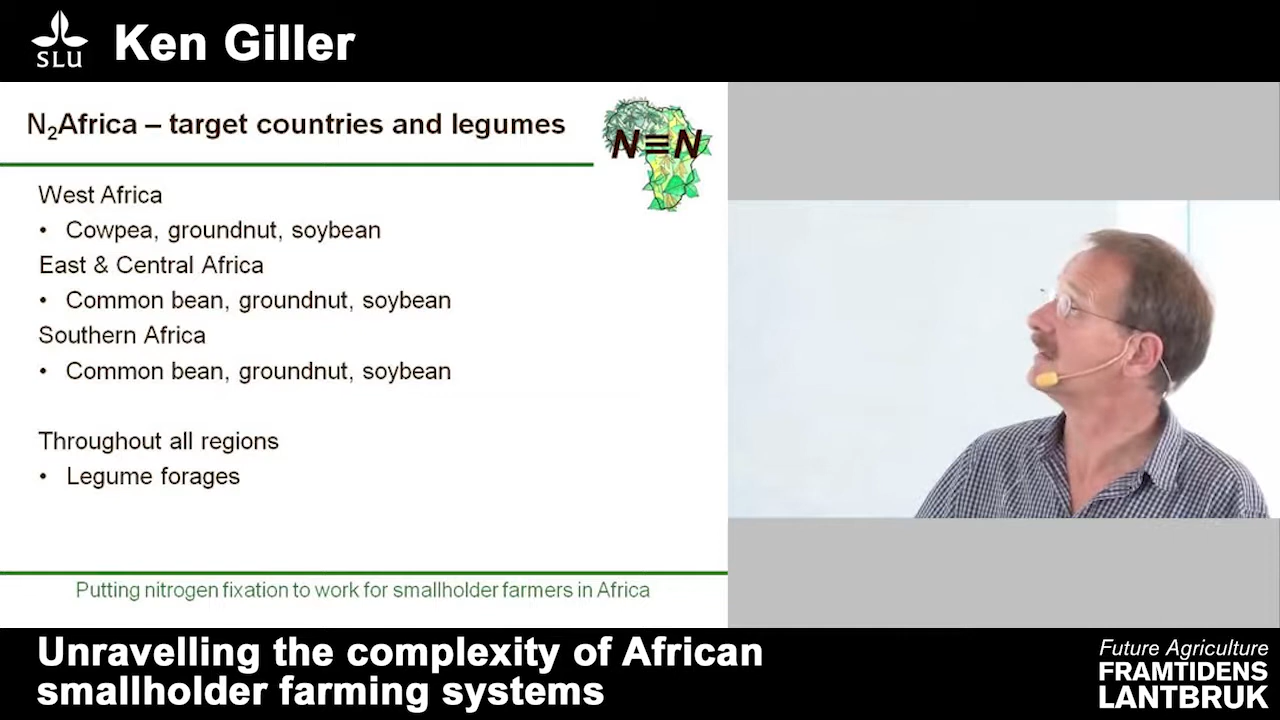 SLU
Ken Giller
N₂Africa – target countries and legumes
N≡N
West Africa
• Cowpea, groundnut, soybean
East & Central Africa
• Common bean, groundnut, soybean
Southern Africa
• Common bean, groundnut, soybean
Throughout all regions
• Legume forages
Putting nitrogen fixation to work for smallholder farmers in Africa
Unravelling the complexity of African
smallholder farming systems
Future Agriculture
FRAMTIDENS
LANTBRUK